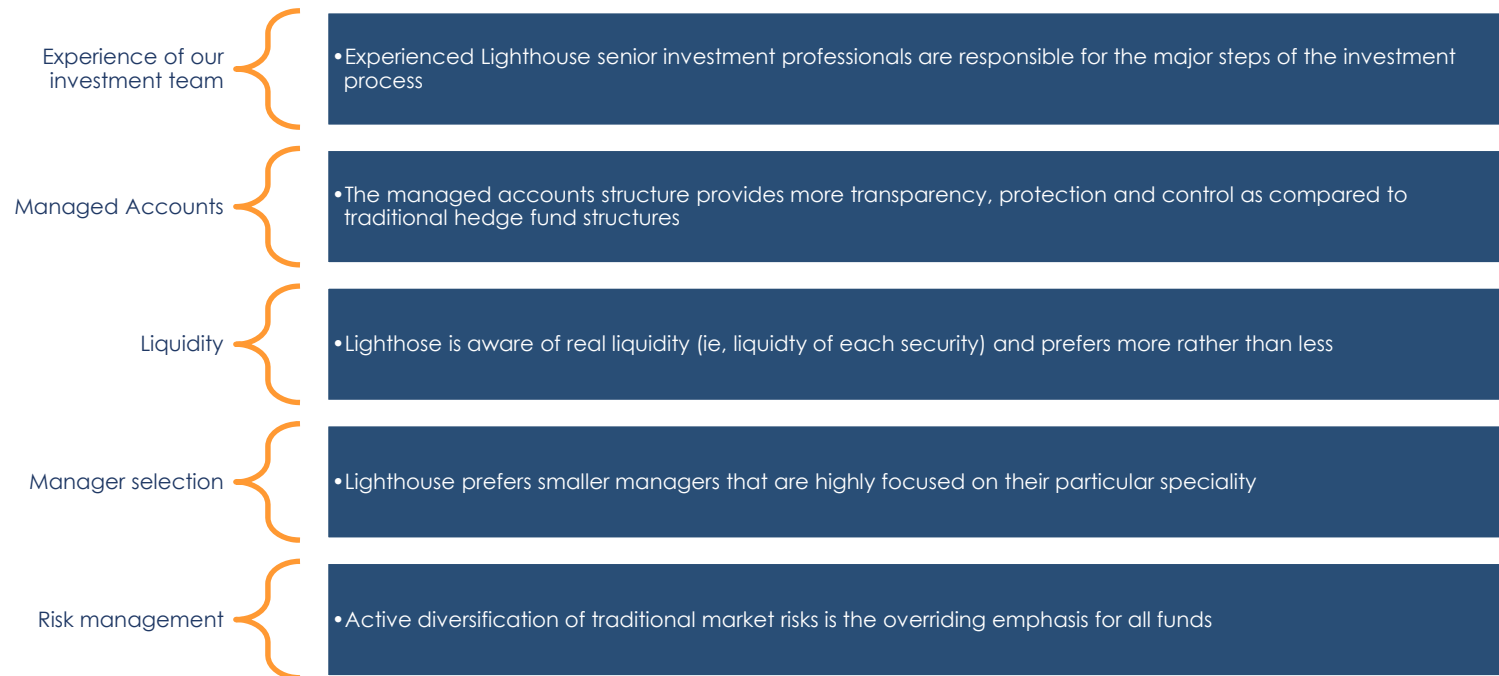 Experience of our
investment team
•Experienced Lighthouse senior investment professionals are responsible for the major steps of the investment
process
Managed Accounts
•The managed accounts structure provides more transparency, protection and control as compared to
traditional hedge fund structures
Liquidity
•Lighthose is aware of real liquidity (ie, liquidty of each security) and prefers more rather than less
Manager selection
•Lighthouse prefers smaller managers that are highly focused on their particular speciality
Risk management
•Active diversification of traditional market risks is the overriding emphasis for all funds